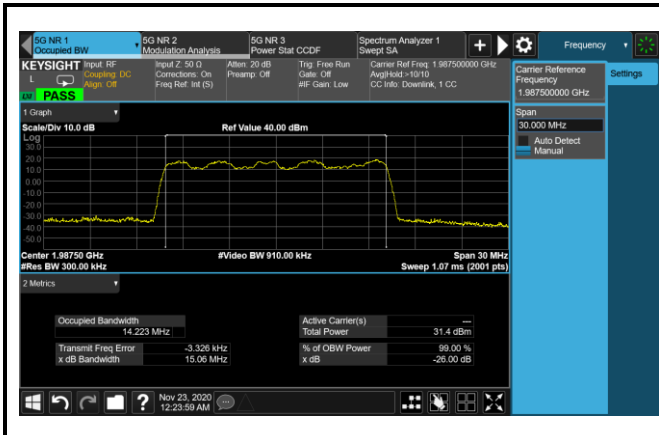 5G NR 1
Occupied BW
5G NR 2
Modulation Analysis
5G NR 3
Power Stat CCDF
Spectrum Analyzer 1
Swept SA
+
Frequency
KEYSIGHT
L
PASS
Input: RF
Coupling: DC
Align: Off
Input Z: 50 Ω
Corrections: On
Freq Ref: Int (S)
Atten: 20 dB
Preamp: Off
Trig: Free Run
Gate: Off
#IF Gain: Low
Carrier Ref Freq: 1.987500000 GHz
Avg|Hold:>10/10
CC Info: Downlink, 1 CC
Carrier Reference
Frequency
1.987500000 GHz
Settings
Span
30.000 MHz
Auto Detect
Manual
1 Graph
Scale/Div 10.0 dB
Ref Value 40.00 dBm
Log
30.0
20.0
10.0
0.00
-10.0
-20.0
-30.0
-40.0
-50.0
Center 1.98750 GHz
#Video BW 910.00 kHz
Span 30 MHz
#Res BW 300.00 kHz
Sweep 1.07 ms (2001 pts)
2 Metrics
Occupied Bandwidth
14.223 MHz
Active Carrier(s)
---
Total Power
31.4 dBm
Transmit Freq Error
-3.326 kHz
% of OBW Power
99.00 %
x dB Bandwidth
15.06 MHz
x dB
-26.00 dB
?
Nov 23, 2020
12:23:59 AM